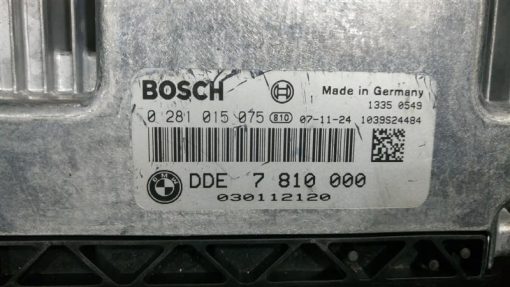 BOSCH
Made in Germany
1335 0549
0 281 015 075 810 07-11-24 1039S24484
BMW
DDE 7 810 000
030112120